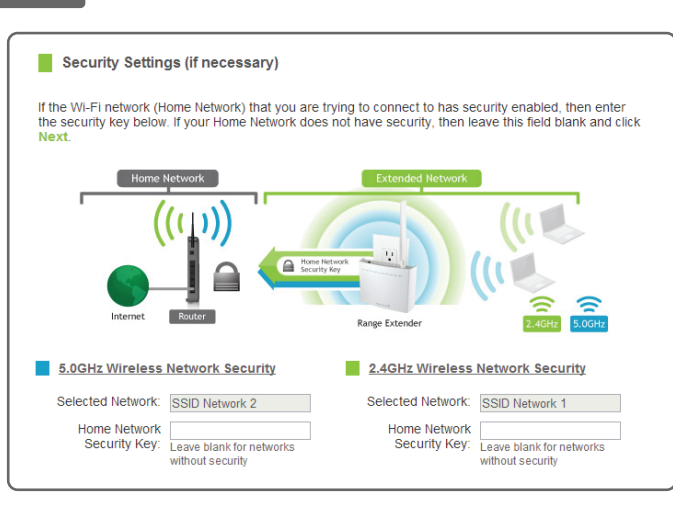 Security Settings (if necessary)
If the Wi-Fi network (Home Network) that you are trying to connect to has security enabled, then enter
the security key below. If your Home Network does not have security, then leave this field blank and click
Next.
Home Network
Extended Network
Home Network
Security Key
Internet
Router
Range Extender
2.4GHz
5.0GHz
5.0GHz Wireless Network Security
Selected Network: SSID Network 2
Home Network
Security Key:
Leave blank for networks
without security
2.4GHz Wireless Network Security
Selected Network: SSID Network 1
Home Network
Security Key:
Leave blank for networks
without security